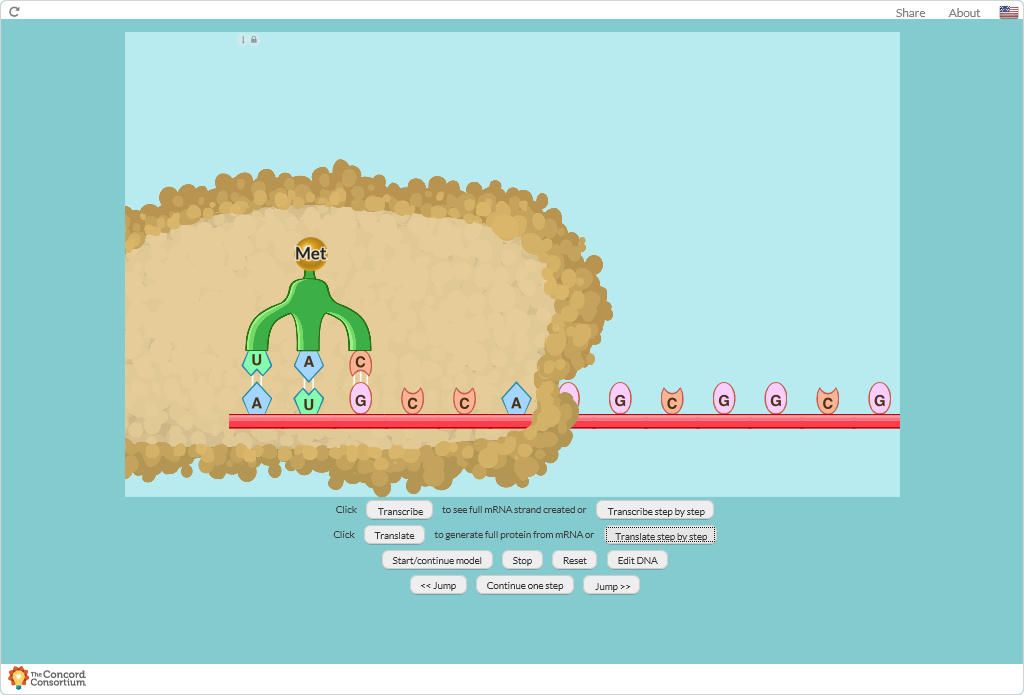 Share About
Met
U A C
A U G C C A G C G G C G
Click Transcribe to see full mRNA strand created or Transcribe step by step
Click Translate to generate full protein from mRNA or Translate step by step
Start/continue model Stop Reset Edit DNA
<< Jump Continue one step Jump >>
The Concord
Consortium